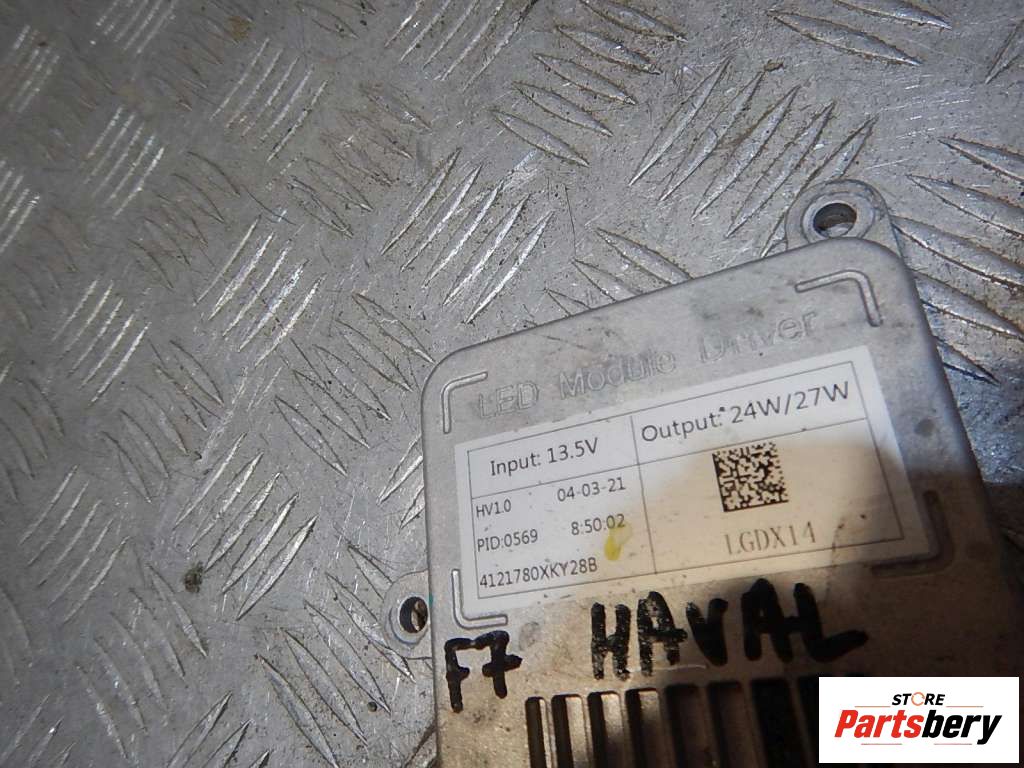 LED Module Driver
Input: 13.5V
Output: 24W/27W
HV1.0 04-03-21
PID:0569 8:50:02
4121780XKY28B
LGDX14
F7 HAVAL
STORE
Partsbery